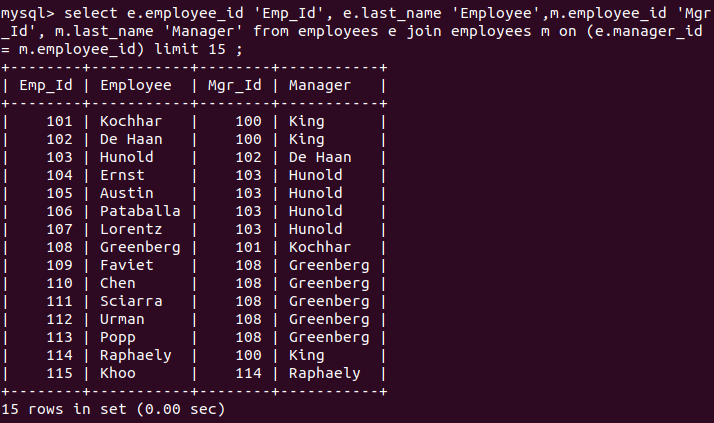 mysql> select e.employee_id 'Emp_Id', e.last_name 'Employee',m.employee_id 'Mgr
_Id', m.last_name 'Manager' from employees e join employees m on (e.manager_id
= m.employee_id) limit 15 ;
+--------+-----------+--------+-----------+
| Emp_Id | Employee  | Mgr_Id | Manager   |
+--------+-----------+--------+-----------+
|    101 | Kochhar   |    100 | King      |
|    102 | De Haan   |    100 | King      |
|    103 | Hunold    |    102 | De Haan   |
|    104 | Ernst     |    103 | Hunold    |
|    105 | Austin    |    103 | Hunold    |
|    106 | Pataballa |    103 | Hunold    |
|    107 | Lorentz   |    103 | Hunold    |
|    108 | Greenberg |    101 | Kochhar   |
|    109 | Faviet    |    108 | Greenberg |
|    110 | Chen      |    108 | Greenberg |
|    111 | Sciarra   |    108 | Greenberg |
|    112 | Urman     |    108 | Greenberg |
|    113 | Popp      |    108 | Greenberg |
|    114 | Raphaely  |    100 | King      |
|    115 | Khoo      |    114 | Raphaely  |
+--------+-----------+--------+-----------+
15 rows in set (0.00 sec)